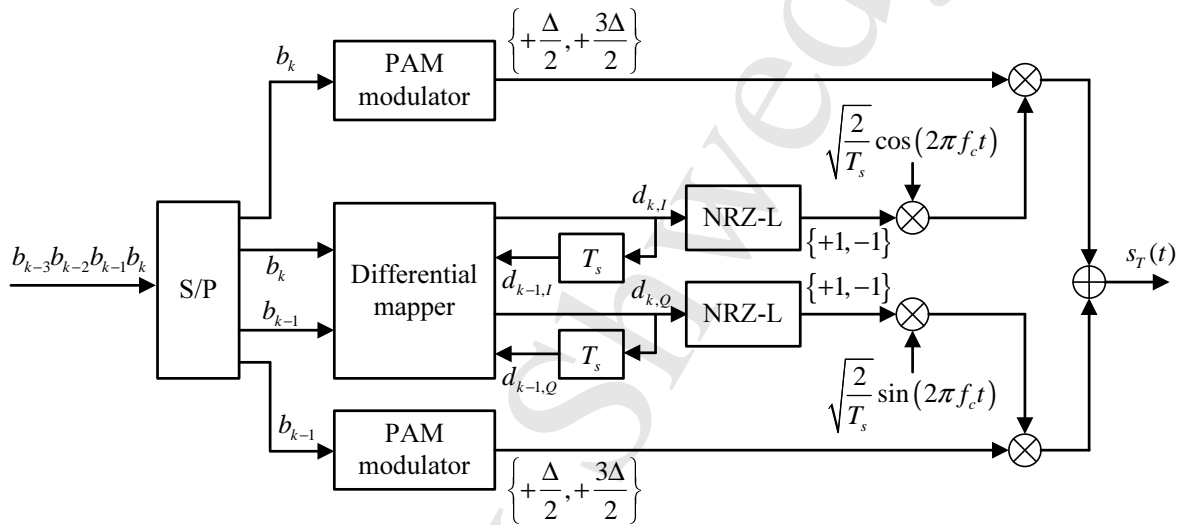 b_k
PAM modulator
{+Δ/2, +3Δ/2}
√(2/T_s) cos(2πf_c t)
b_{k-3}b_{k-2}b_{k-1}b_k
S/P
b_k
b_{k-1}
Differential mapper
d_{k,I}
T_s
d_{k-1,I}
NRZ-L
{+1,−1}
d_{k,Q}
T_s
d_{k-1,Q}
NRZ-L
{+1,−1}
s_T(t)
√(2/T_s) sin(2πf_c t)
b_{k-1}
PAM modulator
{+Δ/2, +3Δ/2}
Shwed